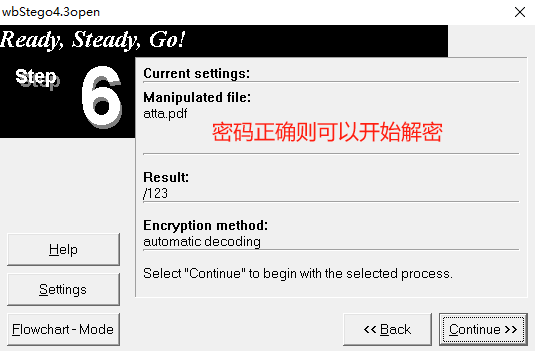 wbStego4.3open
Ready, Steady, Go!
Step 6
Current settings:
Manipulated file:
atta.pdf
密码正确则可以开始解密
Result:
/123
Encryption method:
automatic decoding
Select "Continue" to begin with the selected process.
Help
Settings
Flowchart - Mode
<< Back
Continue >>